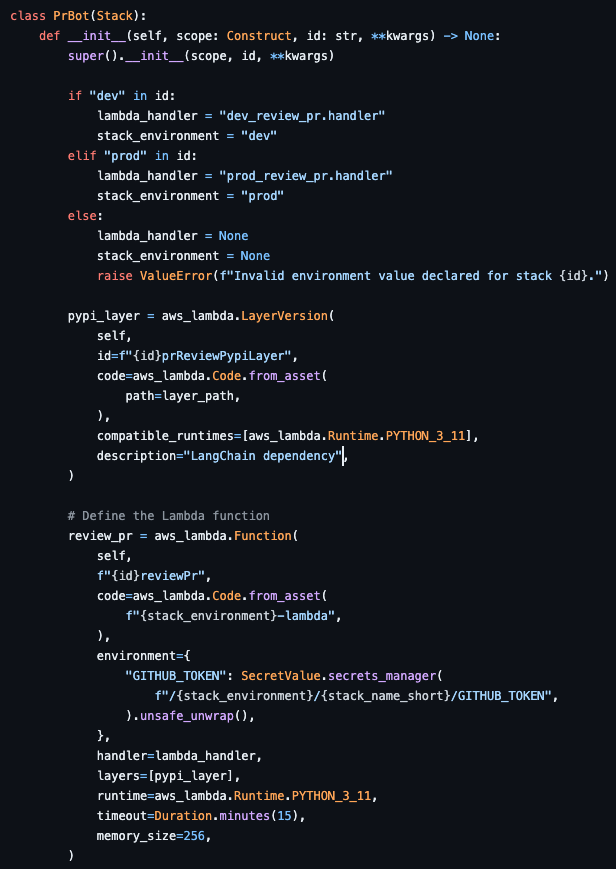 class PrBot(Stack):
    def __init__(self, scope: Construct, id: str, **kwargs) -> None:
        super().__init__(scope, id, **kwargs)

        if "dev" in id:
            lambda_handler = "dev_review_pr.handler"
            stack_environment = "dev"
        elif "prod" in id:
            lambda_handler = "prod_review_pr.handler"
            stack_environment = "prod"
        else:
            lambda_handler = None
            stack_environment = None
            raise ValueError(f"Invalid environment value declared for stack {id}.")

        pypi_layer = aws_lambda.LayerVersion(
            self,
            id=f"{id}prReviewPypiLayer",
            code=aws_lambda.Code.from_asset(
                path=layer_path,
            ),
            compatible_runtimes=[aws_lambda.Runtime.PYTHON_3_11],
            description="LangChain dependency",
        )

        # Define the Lambda function
        review_pr = aws_lambda.Function(
            self,
            f"{id}reviewPr",
            code=aws_lambda.Code.from_asset(
                f"{stack_environment}-lambda",
            ),
            environment={
                "GITHUB_TOKEN": SecretValue.secrets_manager(
                    f"/{stack_environment}/{stack_name_short}/GITHUB_TOKEN",
                ).unsafe_unwrap(),
            },
            handler=lambda_handler,
            layers=[pypi_layer],
            runtime=aws_lambda.Runtime.PYTHON_3_11,
            timeout=Duration.minutes(15),
            memory_size=256,
        )